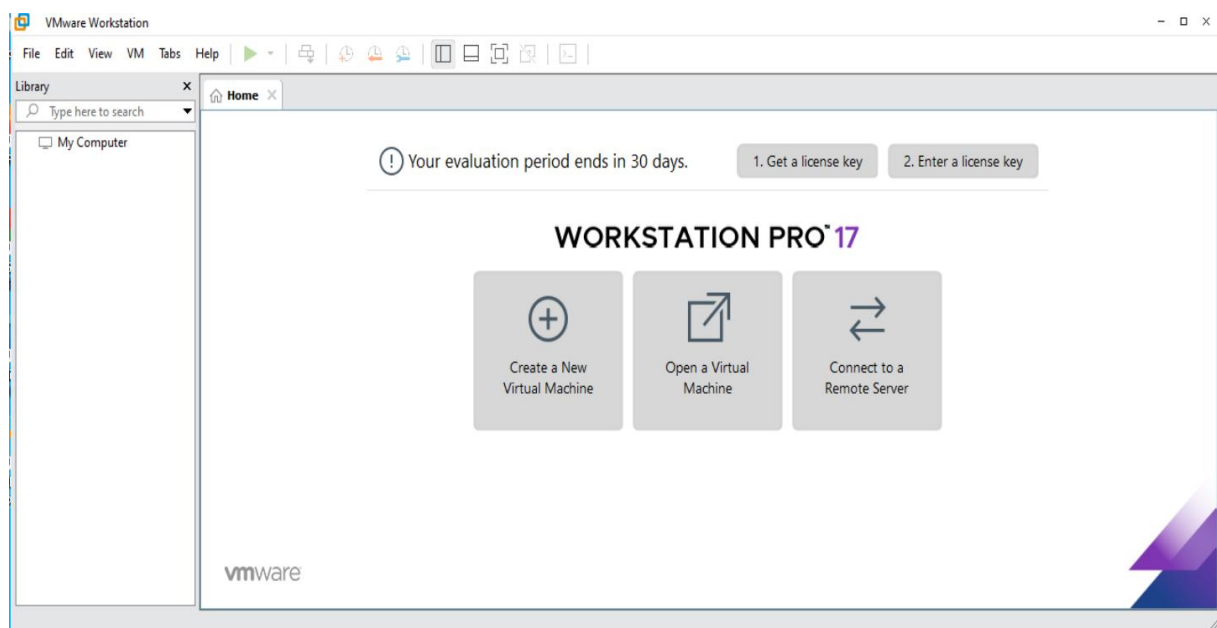 VMware Workstation
File Edit View VM Tabs Help
Library
Home
Type here to search
My Computer
Your evaluation period ends in 30 days.
1. Get a license key
2. Enter a license key
WORKSTATION PRO™ 17
Create a New
Virtual Machine
Open a Virtual
Machine
Connect to a
Remote Server
vmware